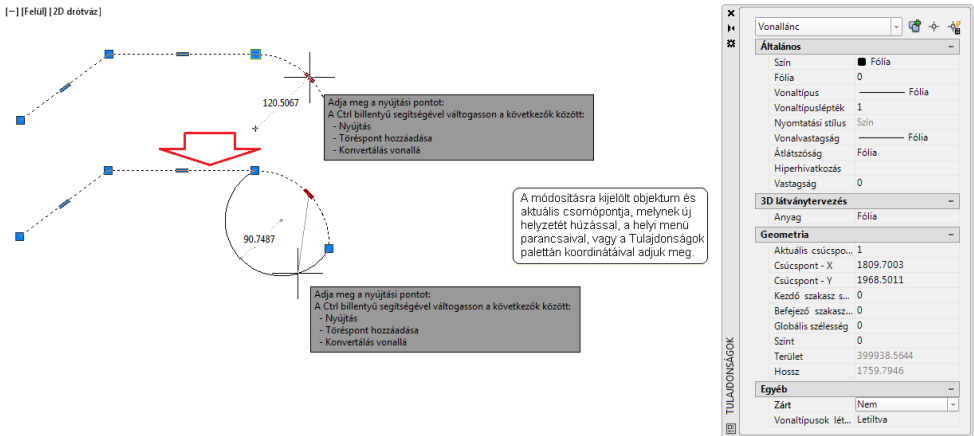 [−] [Felül] [2D drótváz]
120.5067
Adja meg a nyújtási pontot:
A Ctrl billentyű segítségével váltogasson a következők között:
- Nyújtás
- Töréspont hozzáadása
- Konvertálás vonallá
90.7487
Adja meg a nyújtási pontot:
A Ctrl billentyű segítségével váltogasson a következők között:
- Nyújtás
- Töréspont hozzáadása
- Konvertálás vonallá
A módosításra kijelölt objektum és
aktuális csomópontja, melynek új
helyzetét húzással, a helyi menü
parancsaival, vagy a Tulajdonságok
palettán koordinátáival adjuk meg.
Vonallánc
Általános −
Szín Fólia
Fólia 0
Vonaltípus Fólia
Vonaltípuslépték 1
Nyomtatási stílus Szín
Vonalvastagság Fólia
Átlátszóság Fólia
Hiperhivatkozás
Vastagság 0
3D látványtervezés −
Anyag Fólia
Geometria −
Aktuális csúcspo... 1
Csúcspont - X 1809.7003
Csúcspont - Y 1968.5011
Kezdő szakasz s... 0
Befejező szakasz... 0
Globális szélesség 0
Szint 0
Terület 399938.5644
Hossz 1759.7946
Egyéb −
Zárt Nem
Vonaltípusok lét... Letiltva
TULAJDONSÁGOK